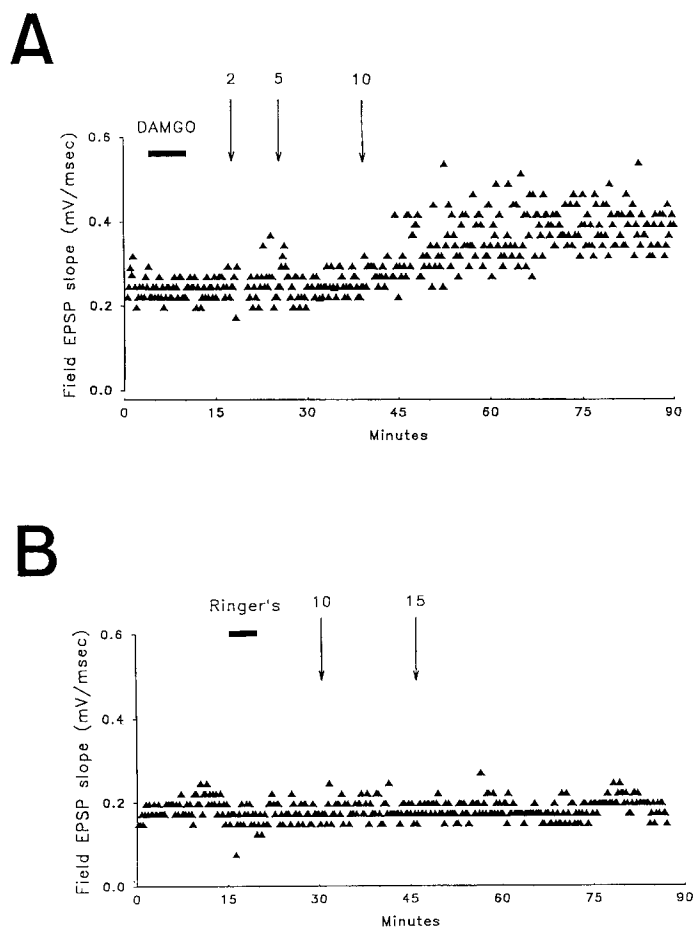 A
2 5 10
DAMGO
Field EPSP slope (mV/msec)
0.6
0.4
0.2
0.0
0 15 30 45 60 75 90
Minutes
B
Ringer's 10 15
Field EPSP slope (mV/msec)
0.6
0.4
0.2
0.0
0 15 30 45 60 75 90
Minutes